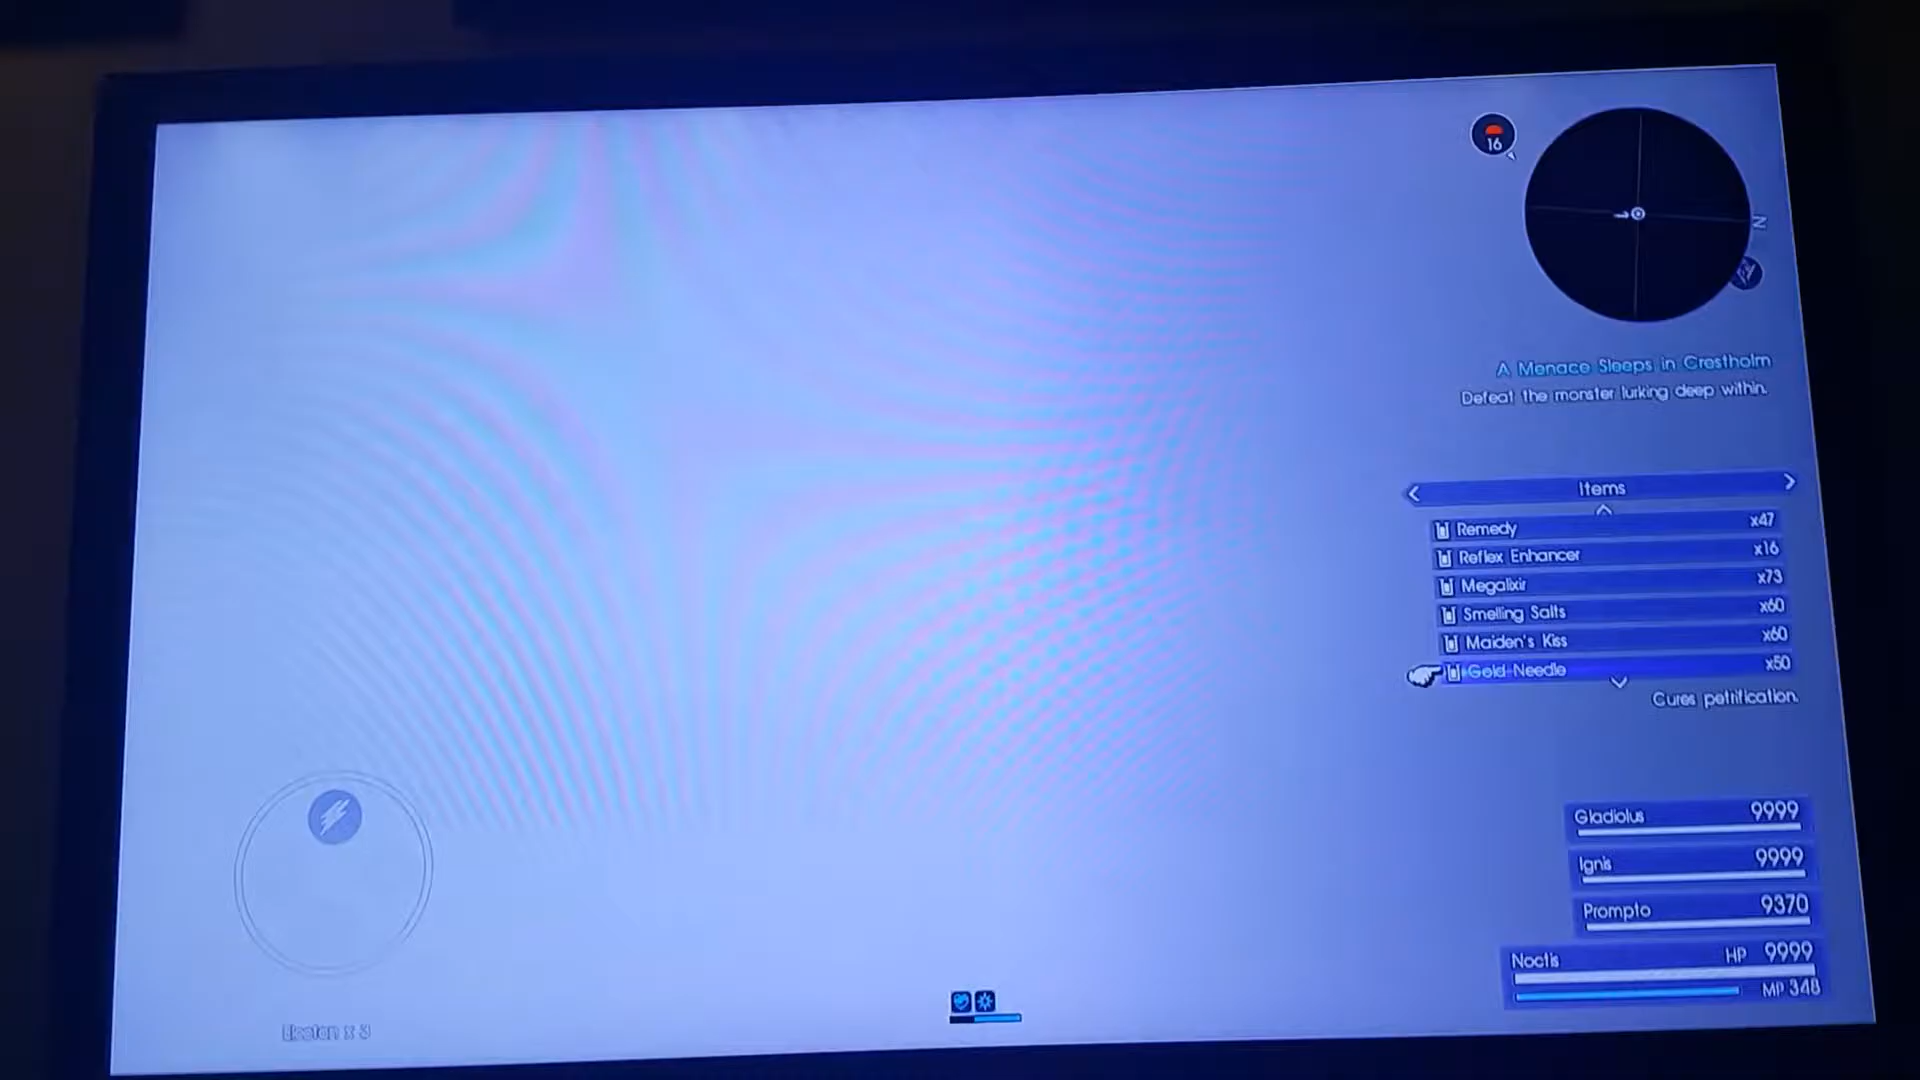 16
N
A Menace Sleeps in Crestholm
Defeat the monster lurking deep within.
Items
Remedy x47
Reflex Enhancer x16
Megalixir x73
Smelling Salts x60
Maiden's Kiss x60
Gold Needle x50
Cures petrification.
Gladiolus 9999
Ignis 9999
Prompto 9370
Noctis HP 9999
MP 348
x 3